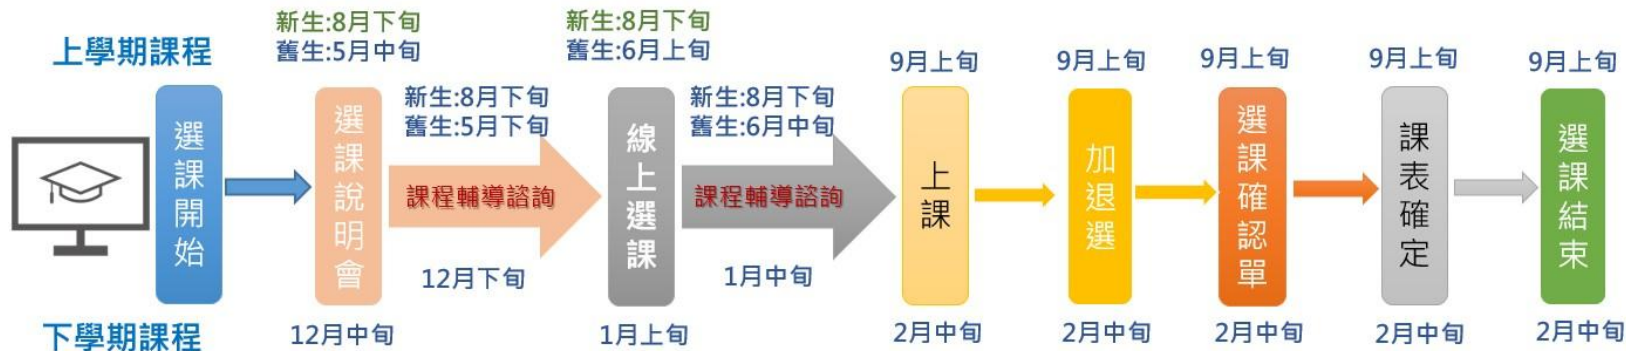 上學期課程
選課開始
下學期課程
新生:8月下旬
舊生:5月中旬
選課說明會
12月中旬
新生:8月下旬
舊生:5月下旬
課程輔導諮詢
12月下旬
新生:8月下旬
舊生:6月上旬
線上選課
1月上旬
新生:8月下旬
舊生:6月中旬
課程輔導諮詢
1月中旬
9月上旬
上課
2月中旬
9月上旬
加退選
2月中旬
9月上旬
選課確認單
2月中旬
9月上旬
課表確定
2月中旬
9月上旬
選課結束
2月中旬